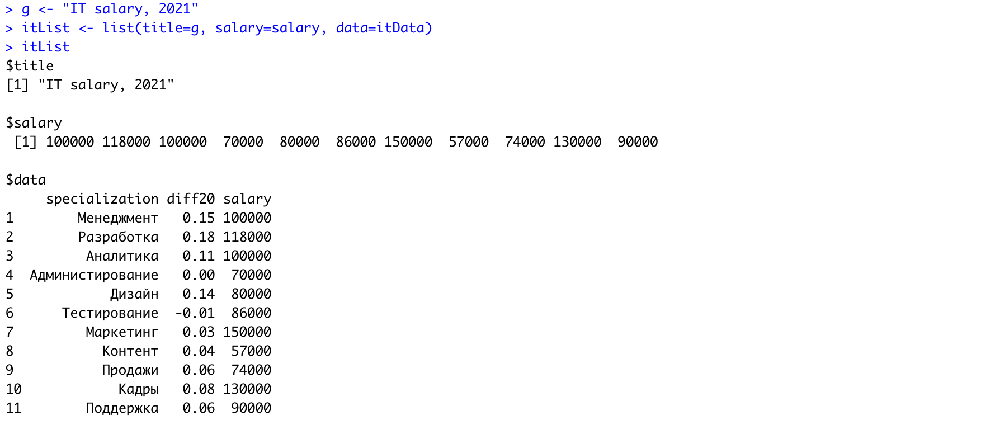 > g <- "IT salary, 2021"
> itList <- list(title=g, salary=salary, data=itData)
> itList
$title
[1] "IT salary, 2021"
$salary
 [1] 100000 118000 100000  70000  80000  86000 150000  57000  74000 130000  90000
$data
     specialization diff20 salary
1        Менеджмент   0.15 100000
2        Разработка   0.18 118000
3         Аналитика   0.11 100000
4  Администирование   0.00  70000
5            Дизайн   0.14  80000
6      Тестирование  -0.01  86000
7         Маркетинг   0.03 150000
8           Контент   0.04  57000
9           Продажи   0.06  74000
10            Кадры   0.08 130000
11        Поддержка   0.06  90000